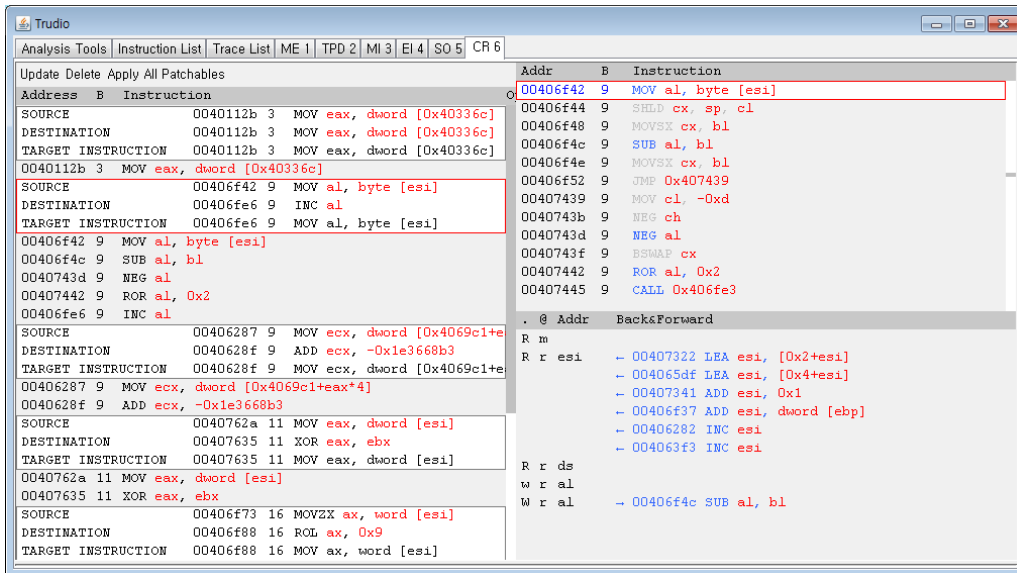 Trudio
Analysis Tools Instruction List Trace List ME 1 TPD 2 MI 3 EI 4 SO 5 CR 6
Update Delete Apply All Patchables
Address B Instruction O
SOURCE 0040112b 3 MOV eax, dword [0x40336c]
DESTINATION 0040112b 3 MOV eax, dword [0x40336c]
TARGET INSTRUCTION 0040112b 3 MOV eax, dword [0x40336c]
0040112b 3 MOV eax, dword [0x40336c]
SOURCE 00406f42 9 MOV al, byte [esi]
DESTINATION 00406fe6 9 INC al
TARGET INSTRUCTION 00406fe6 9 MOV al, byte [esi]
00406f42 9 MOV al, byte [esi]
00406f4c 9 SUB al, bl
0040743d 9 NEG al
00407442 9 ROR al, 0x2
00406fe6 9 INC al
SOURCE 00406287 9 MOV ecx, dword [0x4069c1+e
DESTINATION 0040628f 9 ADD ecx, -0x1e3668b3
TARGET INSTRUCTION 0040628f 9 MOV ecx, dword [0x4069c1+e
00406287 9 MOV ecx, dword [0x4069c1+eax*4]
0040628f 9 ADD ecx, -0x1e3668b3
SOURCE 0040762a 11 MOV eax, dword [esi]
DESTINATION 00407635 11 XOR eax, ebx
TARGET INSTRUCTION 00407635 11 MOV eax, dword [esi]
0040762a 11 MOV eax, dword [esi]
00407635 11 XOR eax, ebx
SOURCE 00406f73 16 MOVZX ax, word [esi]
DESTINATION 00406f88 16 ROL ax, 0x9
TARGET INSTRUCTION 00406f88 16 MOV ax, word [esi]
Addr B Instruction
00406f42 9 MOV al, byte [esi]
00406f44 9 SHLD cx, sp, cl
00406f48 9 MOVSX cx, bl
00406f4c 9 SUB al, bl
00406f4e 9 MOVSX cx, bl
00406f52 9 JMP 0x407439
00407439 9 MOV cl, -0xd
0040743b 9 NEG ch
0040743d 9 NEG al
0040743f 9 BSWAP cx
00407442 9 ROR al, 0x2
00407445 9 CALL 0x406fe3
. @ Addr Back&Forward
R m
R r esi ← 00407322 LEA esi, [0x2+esi]
← 004065df LEA esi, [0x4+esi]
← 00407341 ADD esi, 0x1
← 00406f37 ADD esi, dword [ebp]
← 00406282 INC esi
← 004063f3 INC esi
R r ds
w r al
W r al → 00406f4c SUB al, bl